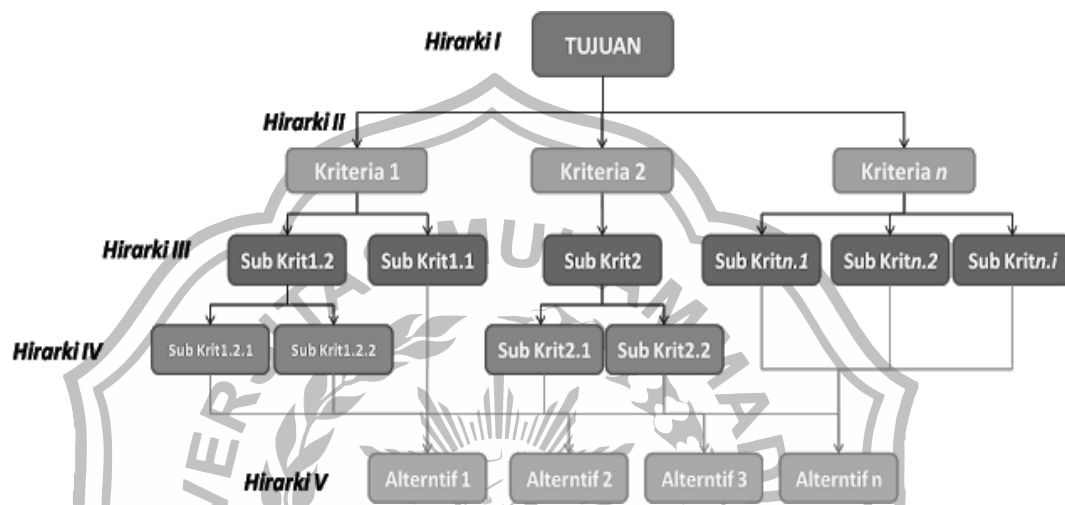 Hirarki I
TUJUAN
Hirarki II
Kriteria 1
Kriteria 2
Kriteria n
Hirarki III
Sub Krit1.2
Sub Krit1.1
Sub Krit2
Sub Kritn.1
Sub Kritn.2
Sub Kritn.i
Hirarki IV
Sub Krit1.2.1
Sub Krit1.2.2
Sub Krit2.1
Sub Krit2.2
Hirarki V
Alterntif 1
Alterntif 2
Alterntif 3
Alterntif n